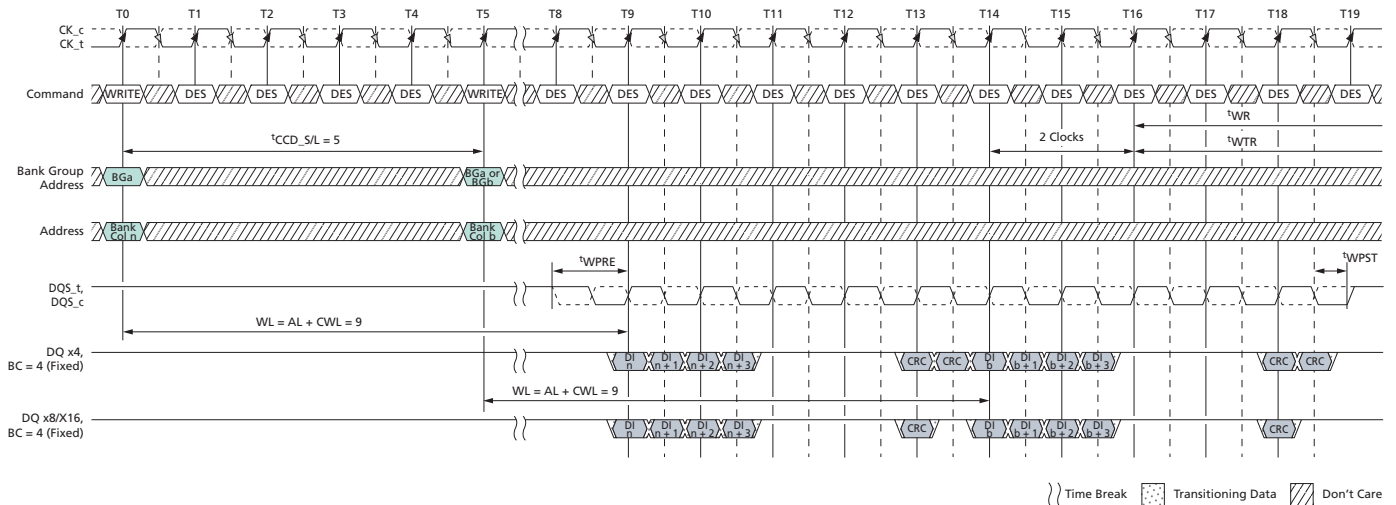 T0 T1 T2 T3 T4 T5 T8 T9 T10 T11 T12 T13 T14 T15 T16 T17 T18 T19
CK_c
CK_t
Command WRITE DES DES DES DES WRITE DES DES DES DES DES DES DES DES DES DES DES DES
tWR
tCCD_S/L = 5 2 Clocks tWTR
Bank Group
Address
BGa
BGa or
BGb
Address
Bank
Col n
Bank
Col b
tWPRE tWPST
DQS_t,
DQS_c
WL = AL + CWL = 9
DQ x4,
BC = 4 (Fixed)
DI
n
DI
n + 1
DI
n + 2
DI
n + 3
CRC CRC
DI
b
DI
b + 1
DI
b + 2
DI
b + 3
CRC CRC
WL = AL + CWL = 9
DQ x8/X16,
BC = 4 (Fixed)
DI
n
DI
n + 1
DI
n + 2
DI
n + 3
CRC
DI
b
DI
b + 1
DI
b + 2
DI
b + 3
CRC
Time Break Transitioning Data Don't Care